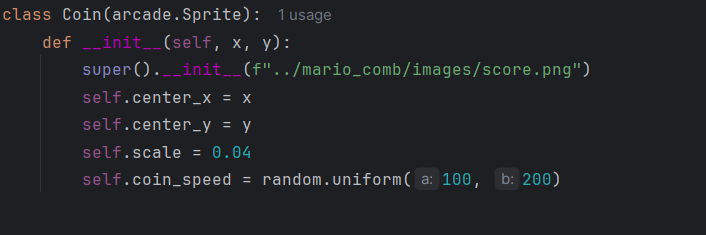 class Coin(arcade.Sprite): 1 usage
    def __init__(self, x, y):
        super().__init__(f"../mario_comb/images/score.png")
        self.center_x = x
        self.center_y = y
        self.scale = 0.04
        self.coin_speed = random.uniform( a: 100, b: 200)